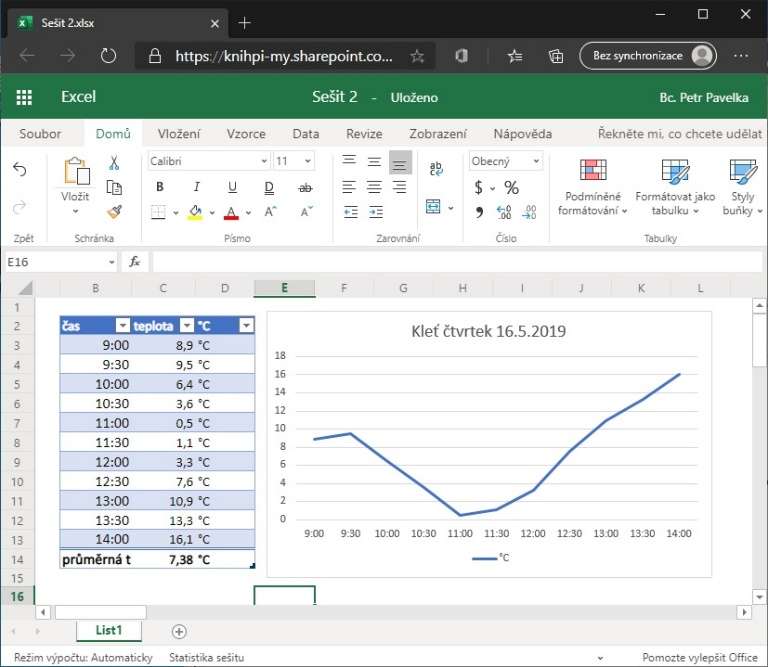 Sešit 2.xlsx
https://knihpi-my.sharepoint.co... Bez synchronizace
Excel Sešit 2 - Uloženo Bc. Petr Pavelka
Soubor Domů Vložení Vzorce Data Revize Zobrazení Nápověda Řekněte mi, co chcete udělat
Calibri 11 Obecný
Vložit B I U D ab $ % Podmíněné formátování Formátovat jako tabulku Styly buňky
Zpět Schránka Písmo Zarovnání Číslo Tabulky
E16 fx
B C D E F G H I J K L
1
2 čas teplota °C
3 9:00 8,9 °C
4 9:30 9,5 °C
5 10:00 6,4 °C
6 10:30 3,6 °C
7 11:00 0,5 °C
8 11:30 1,1 °C
9 12:00 3,3 °C
10 12:30 7,6 °C
11 13:00 10,9 °C
12 13:30 13,3 °C
13 14:00 16,1 °C
14 průměrná t 7,38 °C
15
16
Kleť čtvrtek 16.5.2019
18
16
14
12
10
8
6
4
2
0
9:00 9:30 10:00 10:30 11:00 11:30 12:00 12:30 13:00 13:30 14:00
°C
List1
Režim výpočtu: Automaticky Statistika sešitu Pomozte vylepšit Office